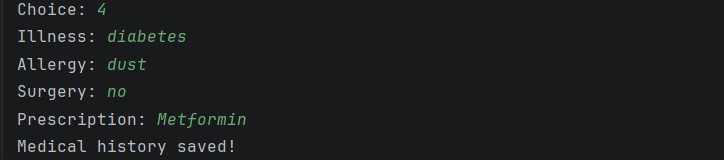 Choice: 4
Illness: diabetes
Allergy: dust
Surgery: no
Prescription: Metformin
Medical history saved!